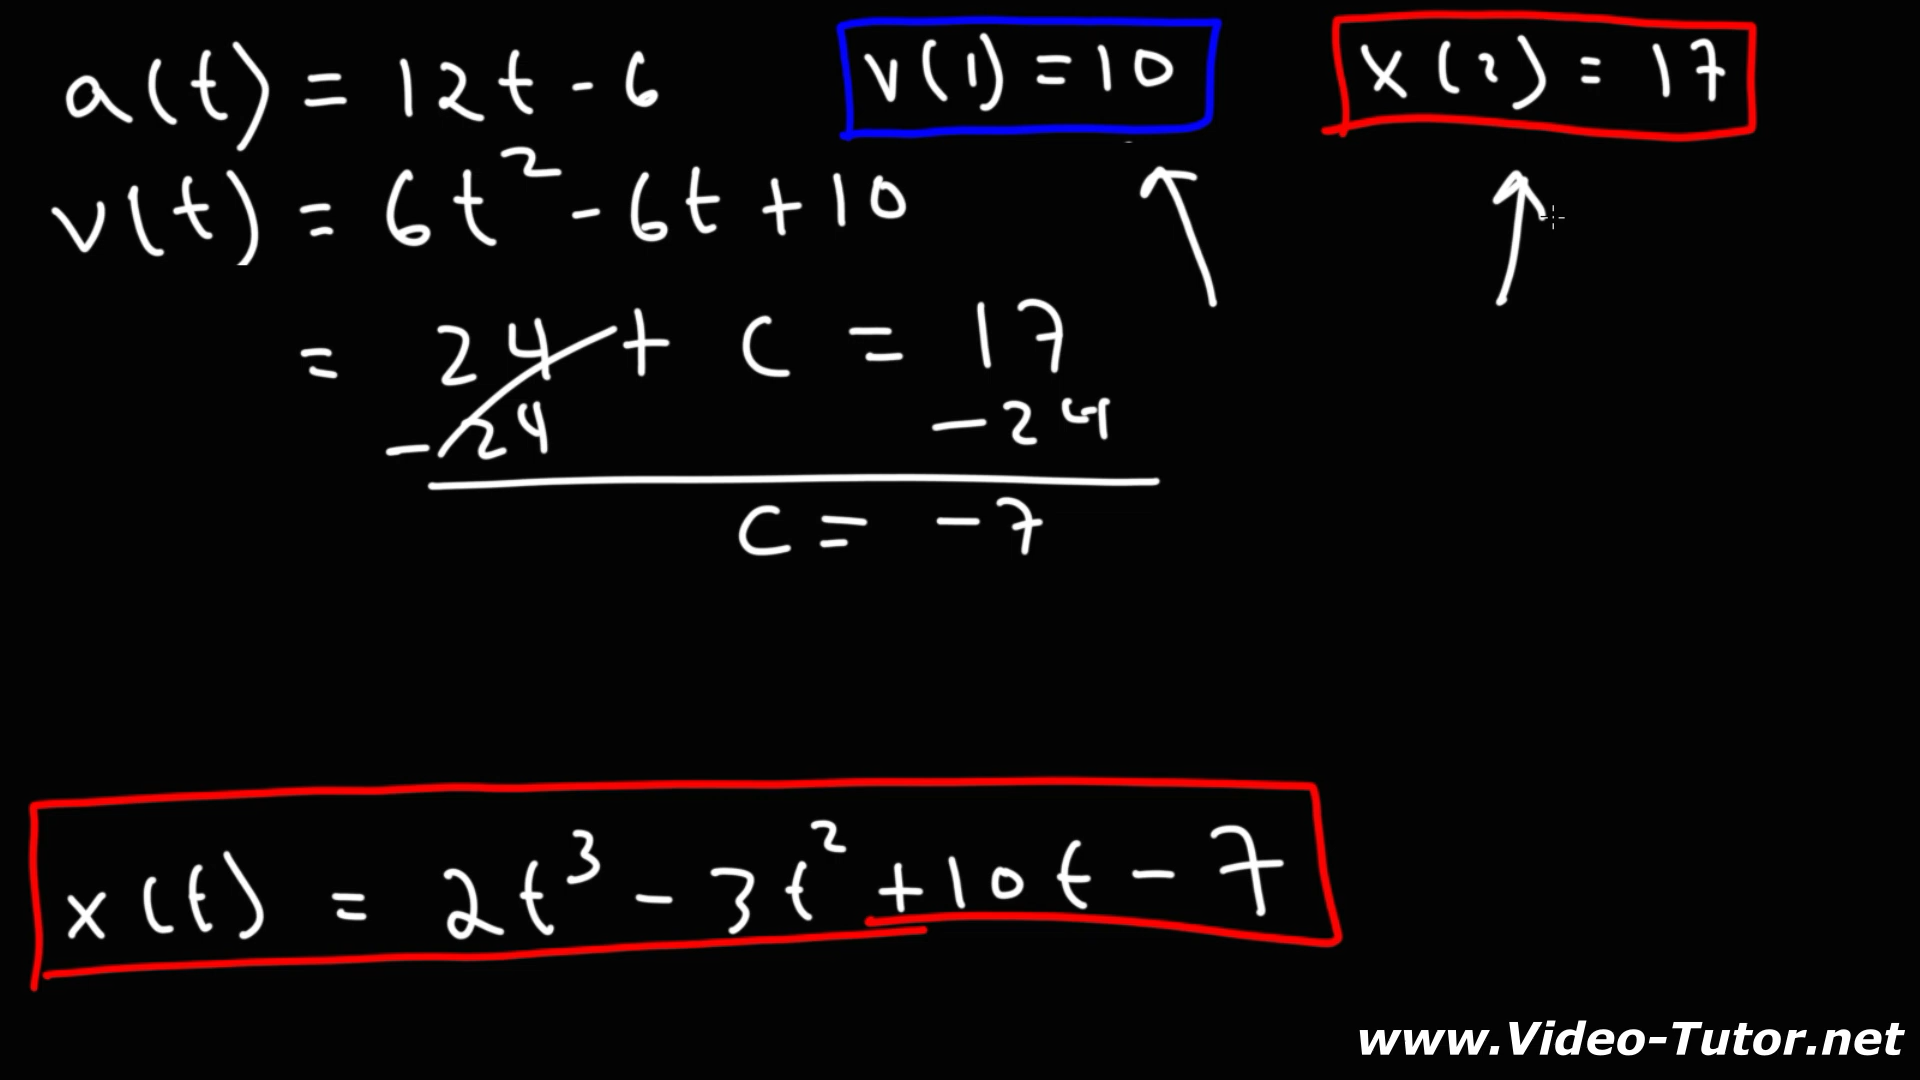 a(t) = 12t - 6 v(1) = 10 x(2) = 17
v(t) = 6t² - 6t + 10
= 24 + c = 17
-24 -24
c = -7
x(t) = 2t³ - 3t² + 10t - 7
www.Video-Tutor.net